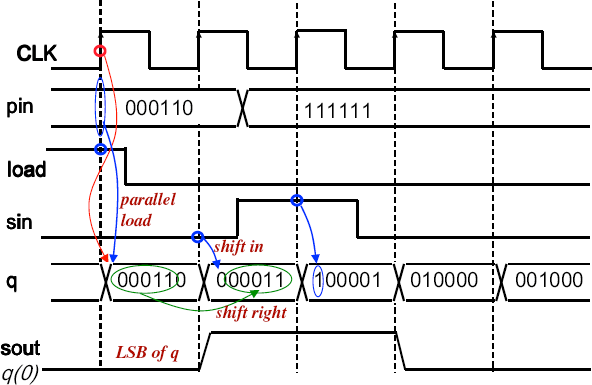 CLK
pin 000110 111111
load
parallel load
sin
shift in
q 000110 000011 100001 010000 001000
shift right
sout LSB of q
q(0)